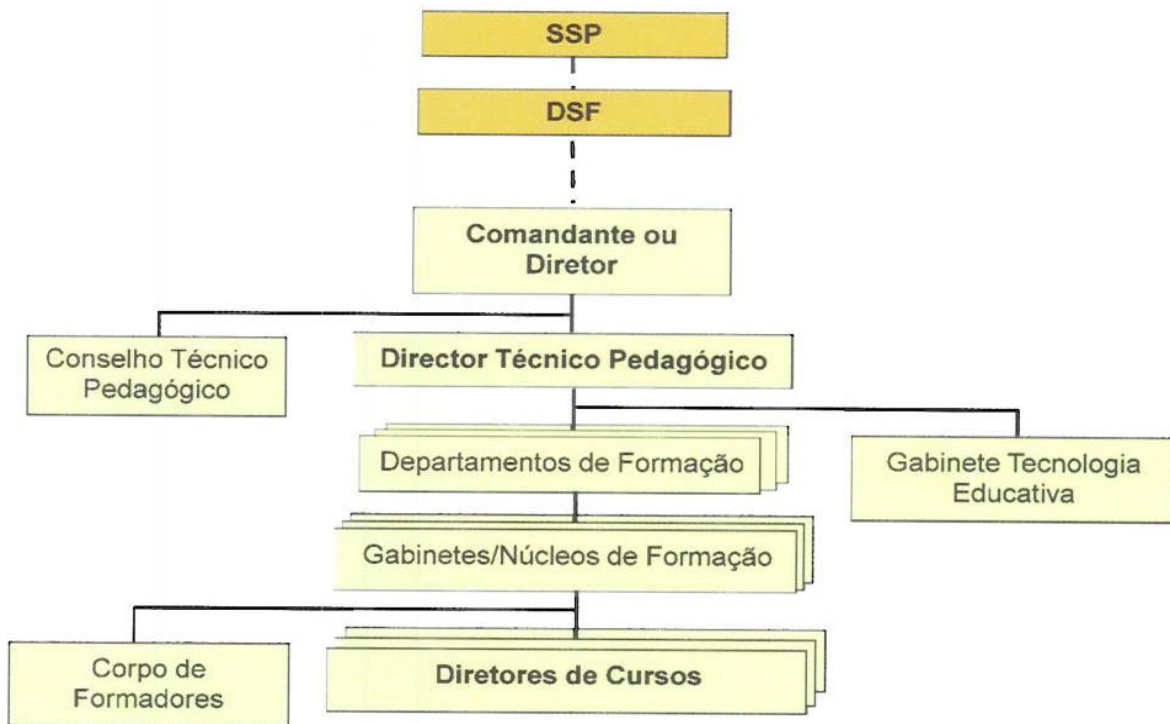 SSP
DSF
Comandante ou
Diretor
Conselho Técnico
Pedagógico
Director Técnico Pedagógico
Departamentos de Formação
Gabinete Tecnologia
Educativa
Gabinetes/Núcleos de Formação
Corpo de
Formadores
Diretores de Cursos